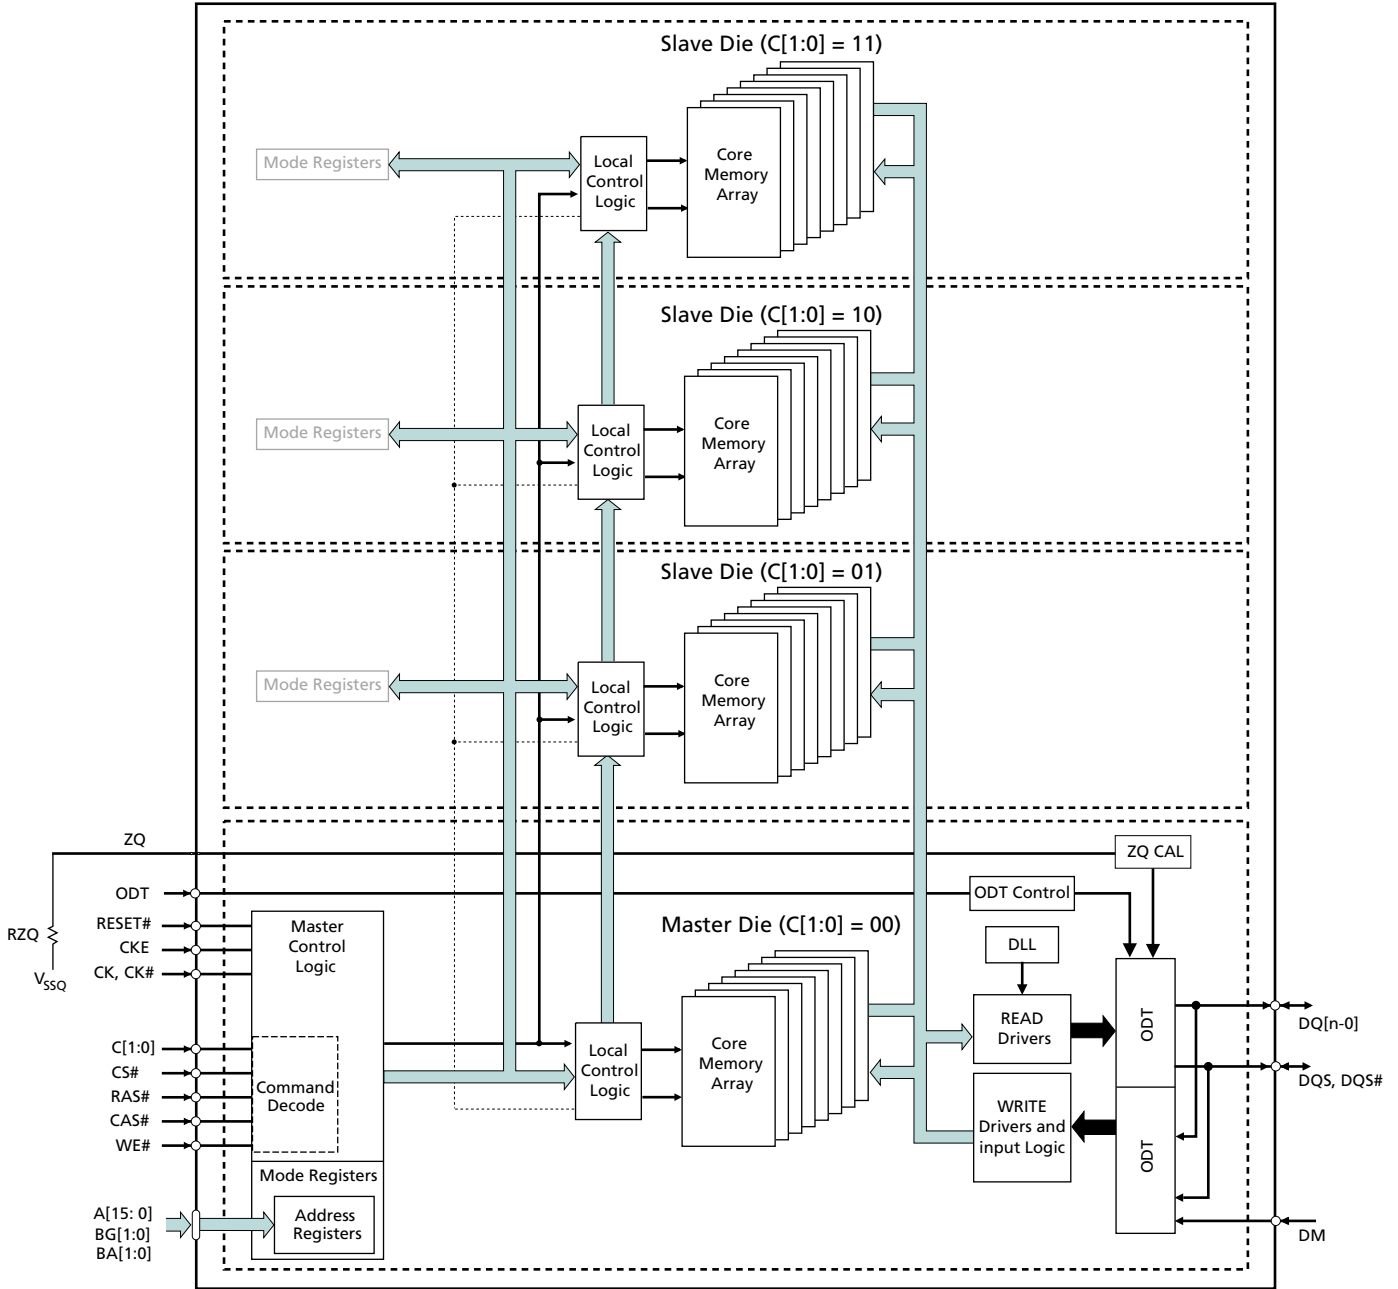 Slave Die (C[1:0] = 11)
Mode Registers
Local
Control
Logic
Core
Memory
Array
Slave Die (C[1:0] = 10)
Mode Registers
Local
Control
Logic
Core
Memory
Array
Slave Die (C[1:0] = 01)
Mode Registers
Local
Control
Logic
Core
Memory
Array
ZQ
ZQ CAL
ODT
ODT Control
RZQ
VSSQ
RESET#
CKE
CK, CK#
Master
Control
Logic
Master Die (C[1:0] = 00)
DLL
C[1:0]
CS#
RAS#
CAS#
WE#
Command
Decode
Local
Control
Logic
Core
Memory
Array
READ
Drivers
ODT
DQ[n-0]
DQS, DQS#
WRITE
Drivers and
input Logic
ODT
Mode Registers
A[15: 0]
BG[1:0]
BA[1:0]
Address
Registers
DM